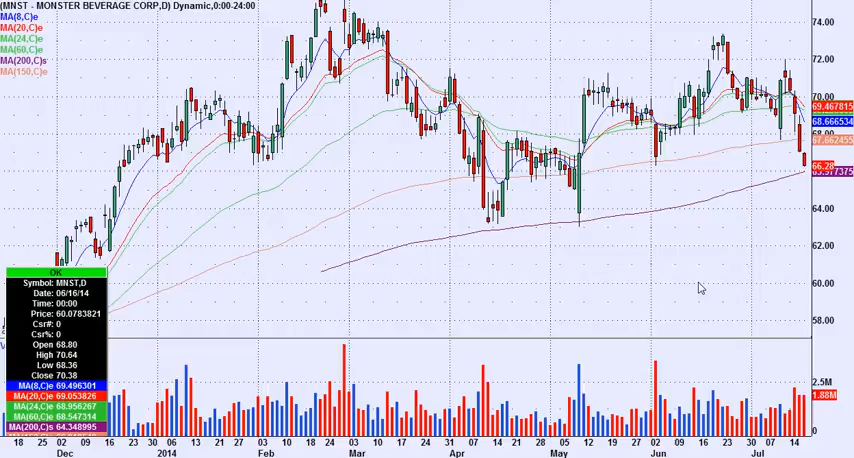 (MNST - MONSTER BEVERAGE CORP,D) Dynamic,0:00-24:00
MA(8,C)e
MA(20,C)e
MA(24,C)e
MA(60,C)e
MA(200,C)s
MA(150,C)e
74.00
72.00
70.00
69.467815
68.666534
68.00
67.662455
66.28
64.00
62.00
60.00
58.00
OK
Symbol: MNST,D
Date: 06/16/14
Time: 00:00
Price: 60.0783821
Csr#: 0
Csr%: 0
Open 68.80
High 70.64
Low 68.36
Close 70.38
MA(8,C)e 69.496301
MA(20,C)e 69.053826
MA(24,C)e 68.956267
MA(60,C)e 68.547314
MA(200,C)s 64.348995
2.5M
1.88M
0
18 25 02 09 16 23 30 06 13 21 27 03 10 18 24 03 10 17 24 31 07 14 21 28 05 12 19 27 02 09 16 23 30 07 14
Dec 2014 Feb Mar Apr May Jun Jul